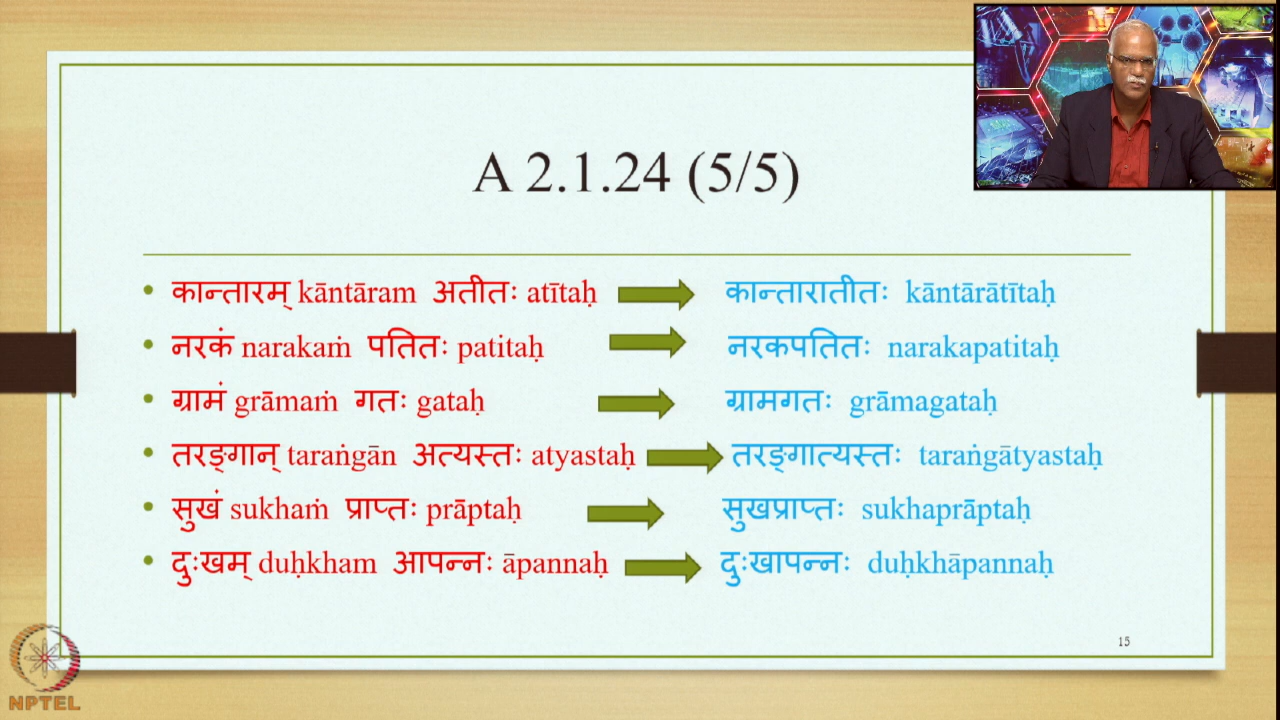 A 2.1.24 (5/5)
• कान्तारम् kāntāram अतीतः atītaḥ कान्तारातीतः kāntārātītaḥ
• नरकं narakaṁ पतितः patitaḥ नरकपतितः narakapatitaḥ
• ग्रामं grāmaṁ गतः gataḥ ग्रामगतः grāmagataḥ
• तरङ्गान् taraṅgān अत्यस्तः atyastaḥ तरङ्गात्यस्तः taraṅgātyastaḥ
• सुखं sukhaṁ प्राप्तः prāptaḥ सुखप्राप्तः sukhaprāptaḥ
• दुःखम् duḥkham आपन्नः āpannaḥ दुःखापन्नः duḥkhāpannaḥ
15
NPTEL